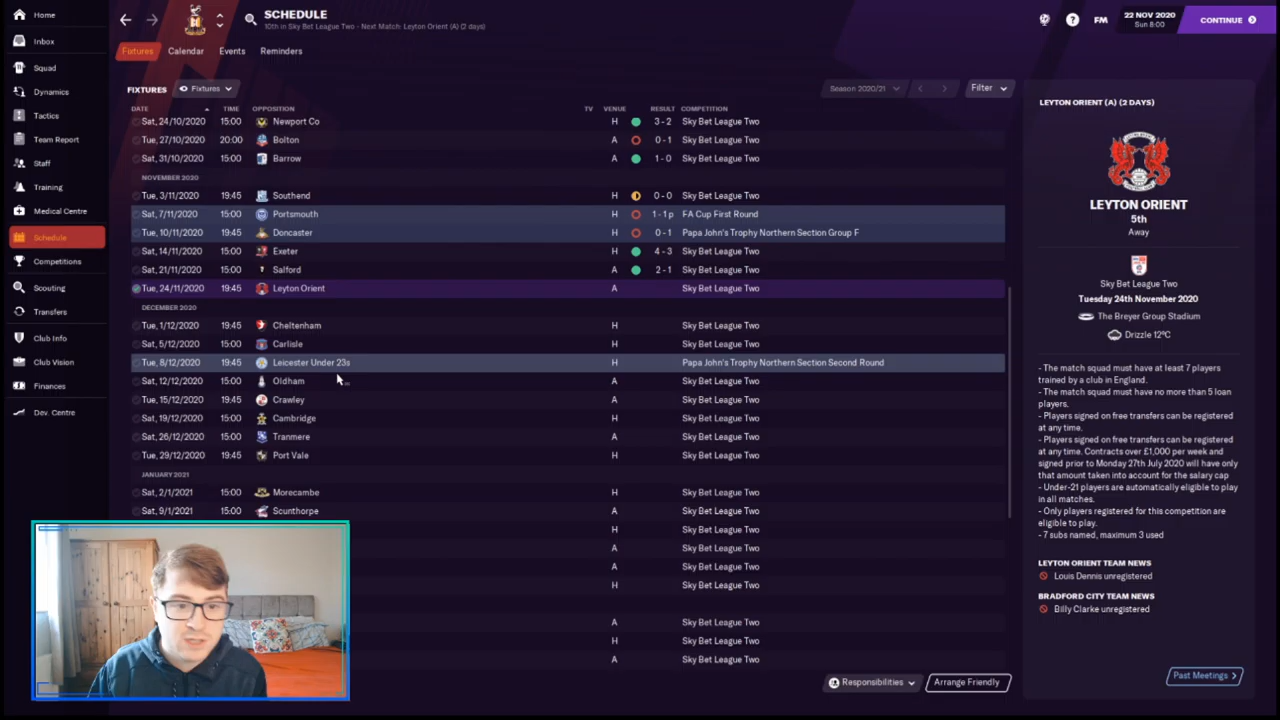 Home
Inbox
Squad
Dynamics
Tactics
Team Report
Staff
Training
Medical Centre
Schedule
Competitions
Scouting
Transfers
Club Info
Club Vision
Finances
Dev. Centre
SCHEDULE
10th in Sky Bet League Two - Next Match: Leyton Orient (A) (2 days)
? FM 22 NOV 2020 Sun 8:00 CONTINUE
Fixtures Calendar Events Reminders
FIXTURES Fixtures Season 2020/21 Filter
DATE TIME OPPOSITION TV VENUE RESULT COMPETITION
Sat, 24/10/2020 15:00 Newport Co H 3 - 2 Sky Bet League Two
Tue, 27/10/2020 20:00 Bolton A 0 - 1 Sky Bet League Two
Sat, 31/10/2020 15:00 Barrow A 1 - 0 Sky Bet League Two
NOVEMBER 2020
Tue, 3/11/2020 19:45 Southend H 0 - 0 Sky Bet League Two
Sat, 7/11/2020 15:00 Portsmouth H 1 - 1 p FA Cup First Round
Tue, 10/11/2020 19:45 Doncaster H 0 - 1 Papa John's Trophy Northern Section Group F
Sat, 14/11/2020 15:00 Exeter H 4 - 3 Sky Bet League Two
Sat, 21/11/2020 15:00 Salford A 2 - 1 Sky Bet League Two
Tue, 24/11/2020 19:45 Leyton Orient A Sky Bet League Two
DECEMBER 2020
Tue, 1/12/2020 19:45 Cheltenham H Sky Bet League Two
Sat, 5/12/2020 15:00 Carlisle H Sky Bet League Two
Tue, 8/12/2020 19:45 Leicester Under 23s H Papa John's Trophy Northern Section Second Round
Sat, 12/12/2020 15:00 Oldham A Sky Bet League Two
Tue, 15/12/2020 19:45 Crawley A Sky Bet League Two
Sat, 19/12/2020 15:00 Cambridge H Sky Bet League Two
Sat, 26/12/2020 15:00 Tranmere A Sky Bet League Two
Tue, 29/12/2020 19:45 Port Vale H Sky Bet League Two
JANUARY 2021
Sat, 2/1/2021 15:00 Morecambe H Sky Bet League Two
Sat, 9/1/2021 15:00 Scunthorpe A Sky Bet League Two
H Sky Bet League Two
A Sky Bet League Two
A Sky Bet League Two
H Sky Bet League Two
A Sky Bet League Two
H Sky Bet League Two
A Sky Bet League Two
Responsibilities Arrange Friendly
LEYTON ORIENT (A) (2 DAYS)
LEYTON ORIENT
5th
Away
Sky Bet League Two
Tuesday 24th November 2020
The Breyer Group Stadium
Drizzle 12°C
- The match squad must have at least 7 players
trained by a club in England.
- The match squad must have no more than 5 loan
players.
- Players signed on free transfers can be registered
at any time.
- Players signed on free transfers can be registered
at any time. Contracts over £1,000 per week and
signed prior to Monday 27th July 2020 will have only
that amount taken into account for the salary cap
- Under-21 players are automatically eligible to play
in all matches.
- Only players registered for this competition are
eligible to play.
- 7 subs named, maximum 3 used
LEYTON ORIENT TEAM NEWS
Louis Dennis unregistered
BRADFORD CITY TEAM NEWS
Billy Clarke unregistered
Past Meetings